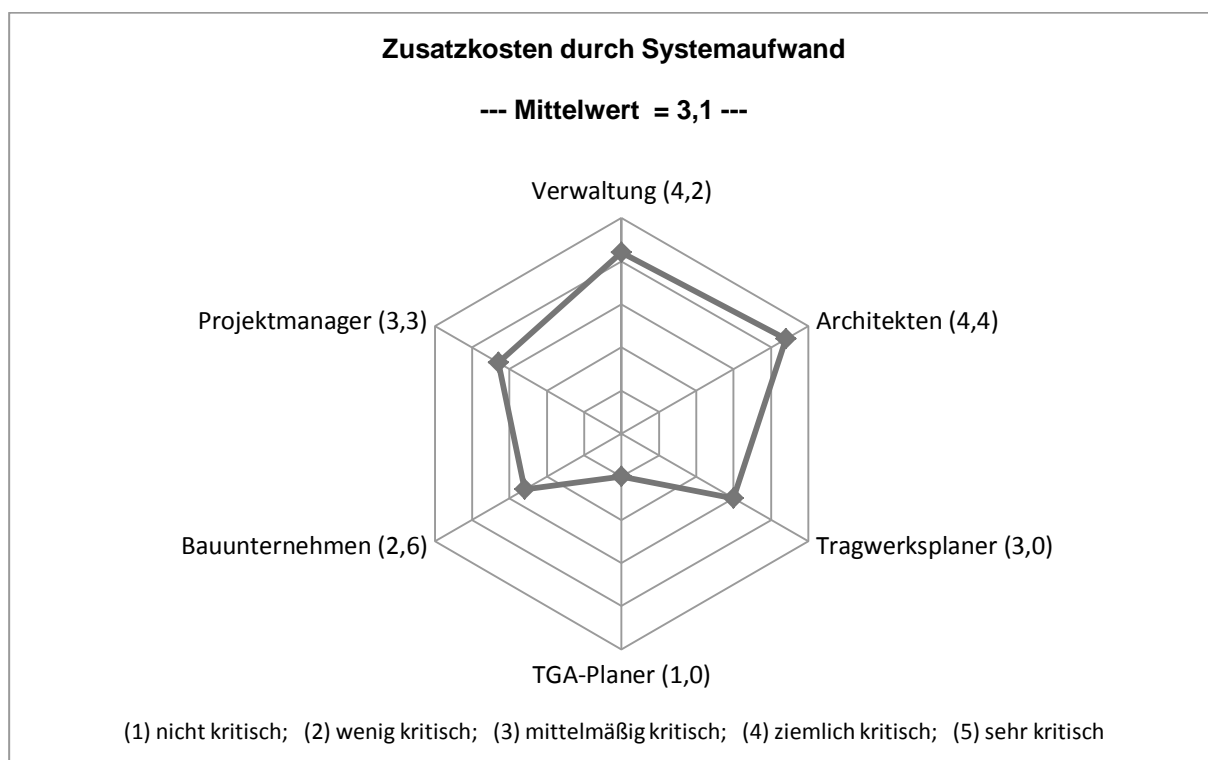 Zusatzkosten durch Systemaufwand
--- Mittelwert = 3,1 ---
Verwaltung (4,2)
Projektmanager (3,3)
Architekten (4,4)
Bauunternehmen (2,6)
Tragwerksplaner (3,0)
TGA-Planer (1,0)
(1) nicht kritisch; (2) wenig kritisch; (3) mittelmäßig kritisch; (4) ziemlich kritisch; (5) sehr kritisch